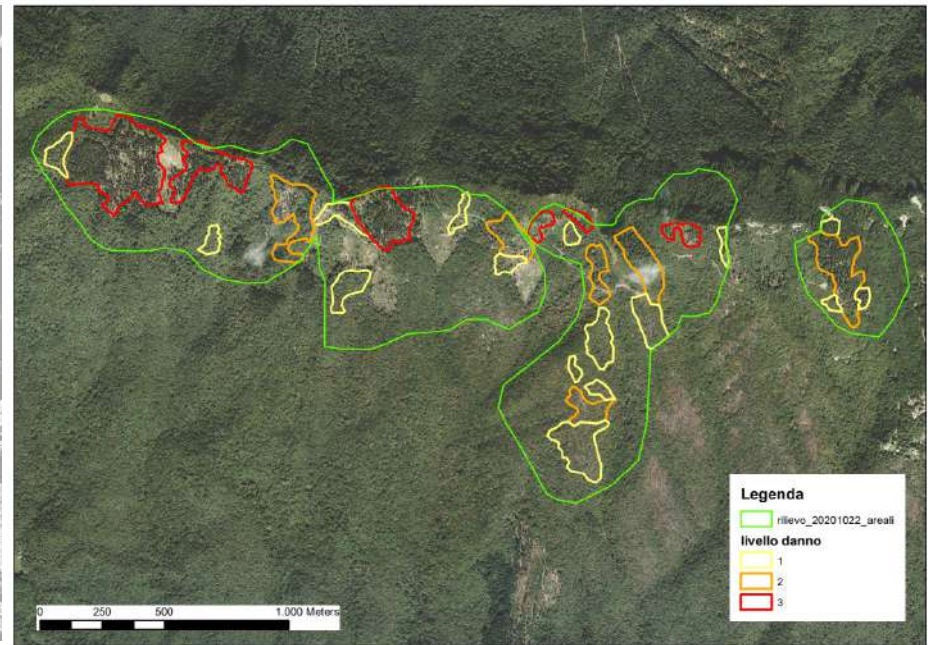 Legenda
rilievo_20201022_areali
livello danno
1
2
3
0 250 500 1.000 Meters